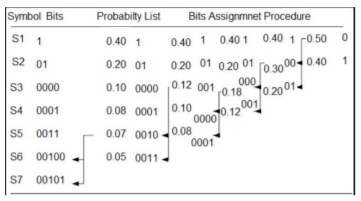 Symbol Bits Probabilty List Bits Assignmnet Procedure
S1 1 0.40 1 0.40 1 0.40 1 0.40 1 0.50 0
S2 01 0.20 01 0.20 01 0.20 01 0.30 00 0.40 1
S3 0000 0.10 0000 0.12 001 0.18 000 0.20 01
S4 0001 0.08 0001 0.10 0000 0.12 001
S5 0011 0.07 0010 0.08 0001
S6 00100 0.05 0011
S7 00101